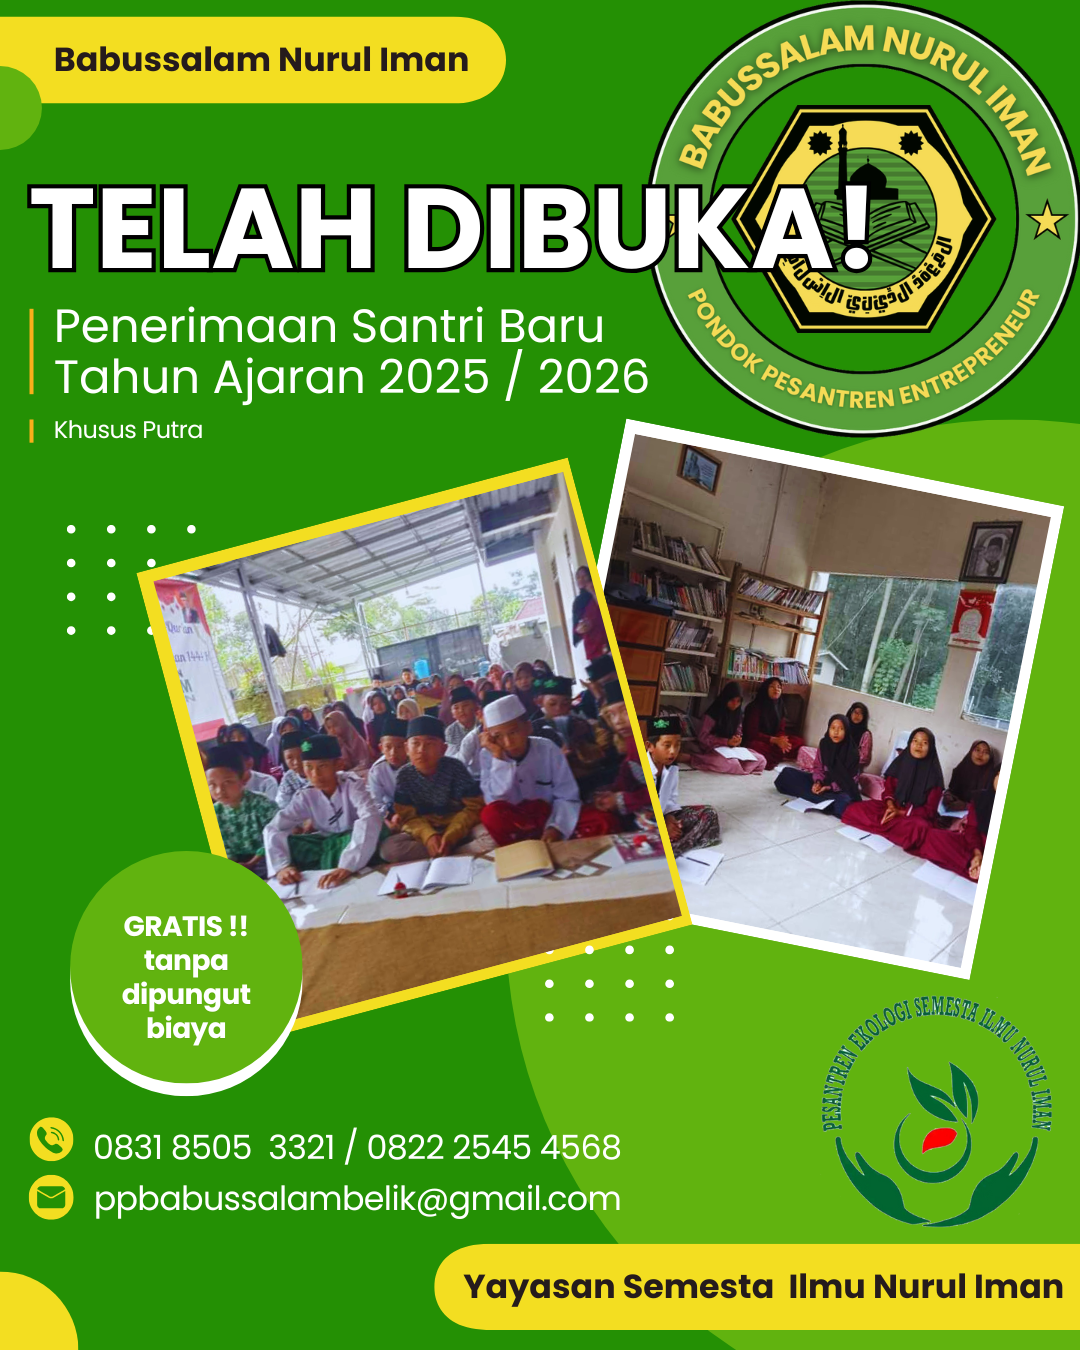 Babussalam Nurul Iman
BABUSSALAM NURUL IMAN
PONDOK PESANTREN ENTREPRENEUR
TELAH DIBUKA!
Penerimaan Santri Baru
Tahun Ajaran 2025 / 2026
Khusus Putra
Qur'an
GRATIS !!
tanpa
dipungut
biaya
PESANTREN EKOLOGI SEMESTA ILMU NURUL IMAN
0831 8505  3321 / 0822 2545 4568
ppbabussalambelik@gmail.com
Yayasan Semesta  Ilmu Nurul Iman